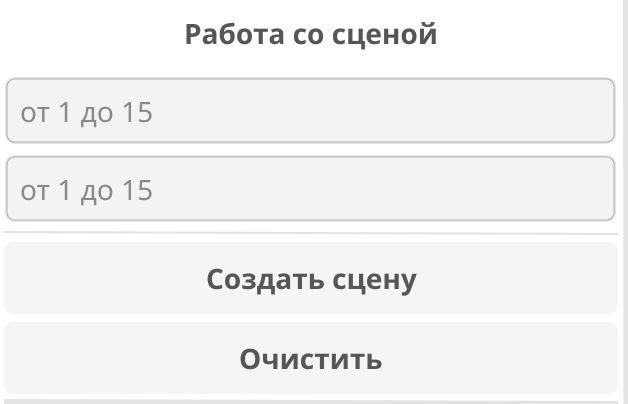 Работа со сценой
от 1 до 15
от 1 до 15
Создать сцену
Очистить